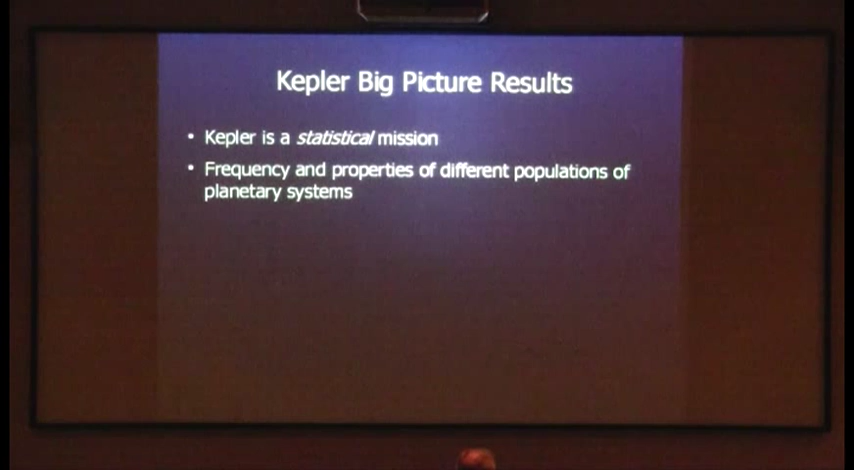 Kepler Big Picture Results
• Kepler is a statistical mission
• Frequency and properties of different populations of
planetary systems